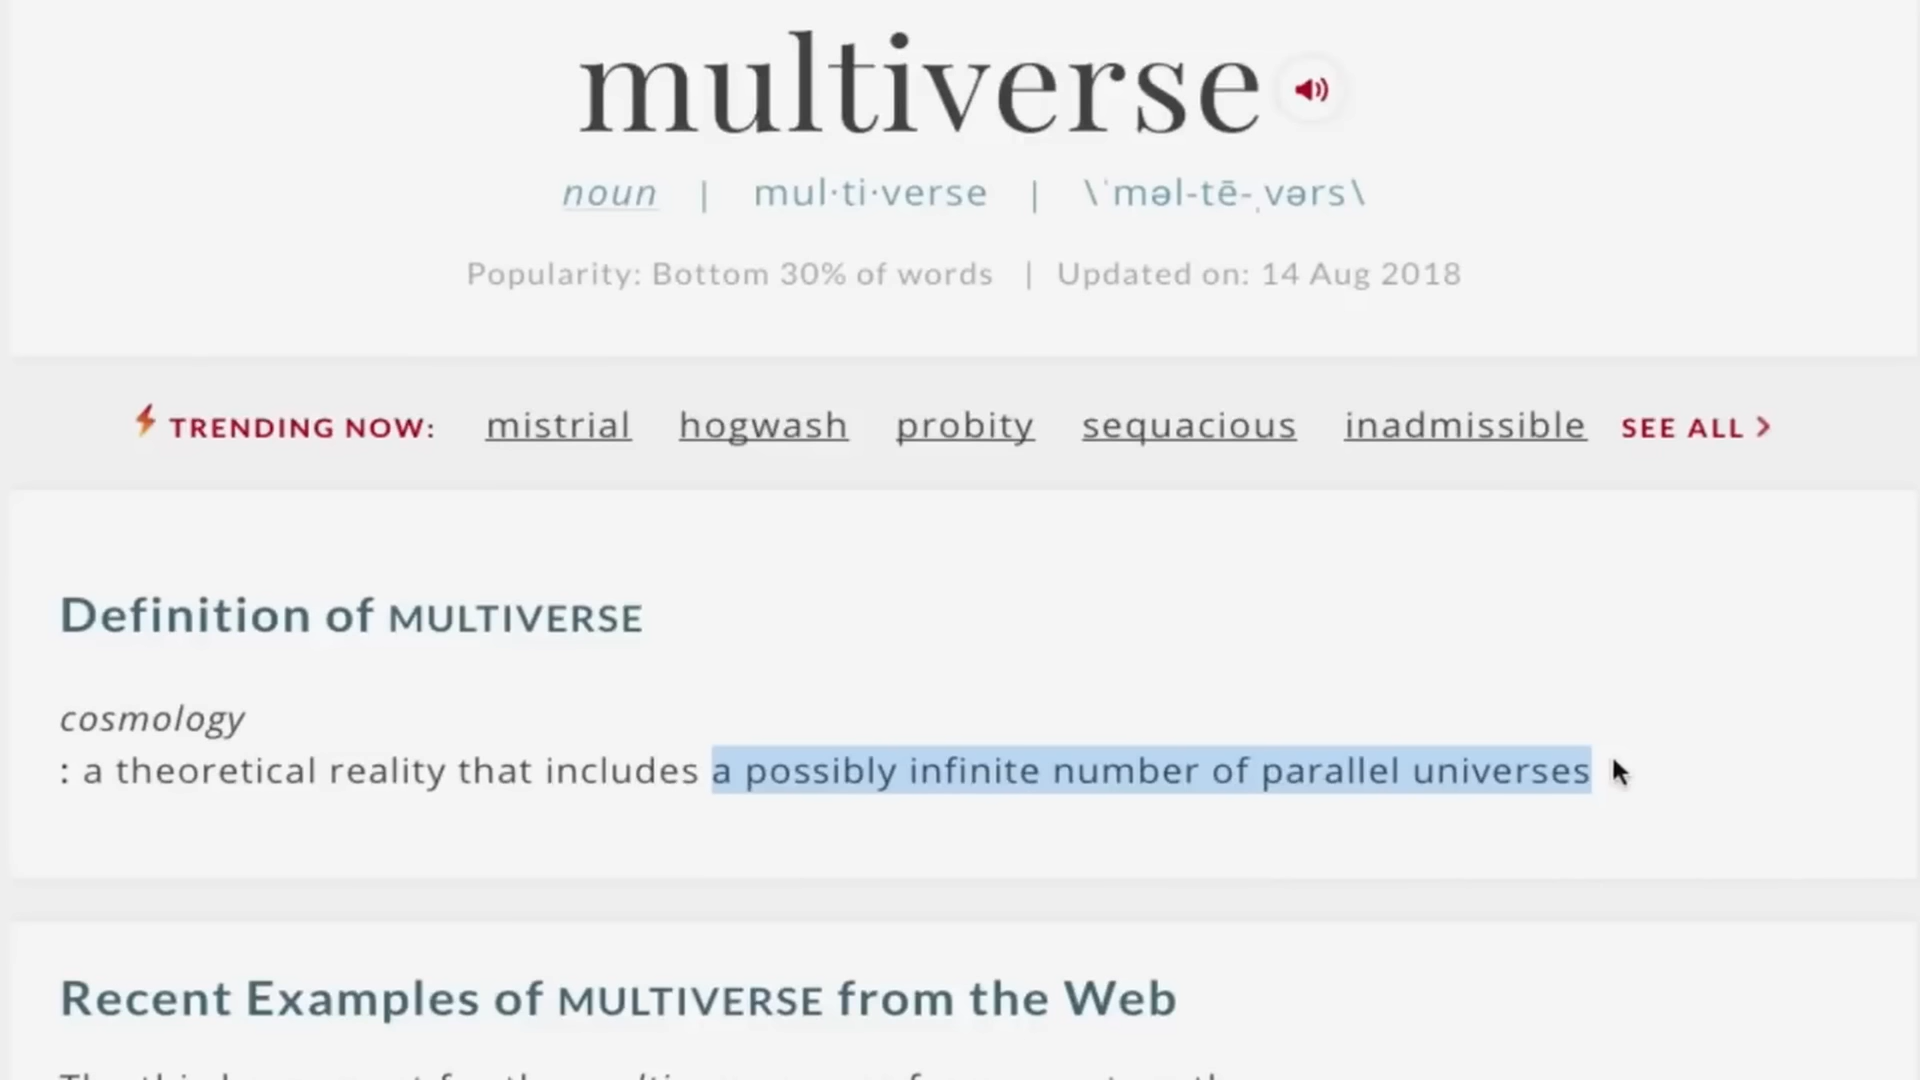 multiverse
noun | mul·ti·verse | \ˈməl-tē-ˌvərs\
Popularity: Bottom 30% of words | Updated on: 14 Aug 2018
TRENDING NOW: mistrial hogwash probity sequacious inadmissible SEE ALL >
Definition of MULTIVERSE
cosmology
: a theoretical reality that includes a possibly infinite number of parallel universes
Recent Examples of MULTIVERSE from the Web